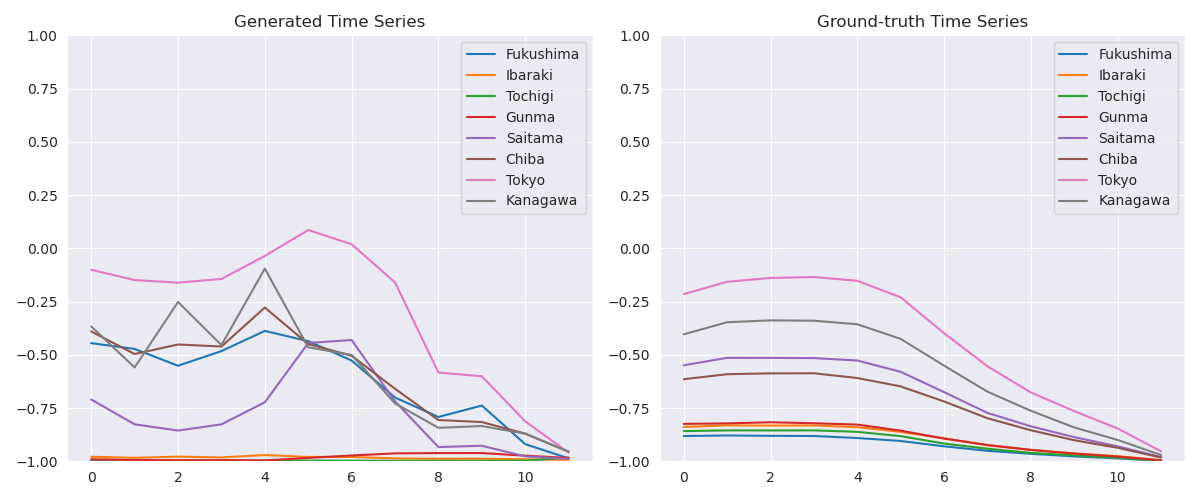 Generated Time Series
1.00
0.75
0.50
0.25
0.00
−0.25
−0.50
−0.75
−1.00
0
2
4
6
8
10
Fukushima
Ibaraki
Tochigi
Gunma
Saitama
Chiba
Tokyo
Kanagawa
Ground-truth Time Series
1.00
0.75
0.50
0.25
0.00
−0.25
−0.50
−0.75
−1.00
0
2
4
6
8
10
Fukushima
Ibaraki
Tochigi
Gunma
Saitama
Chiba
Tokyo
Kanagawa